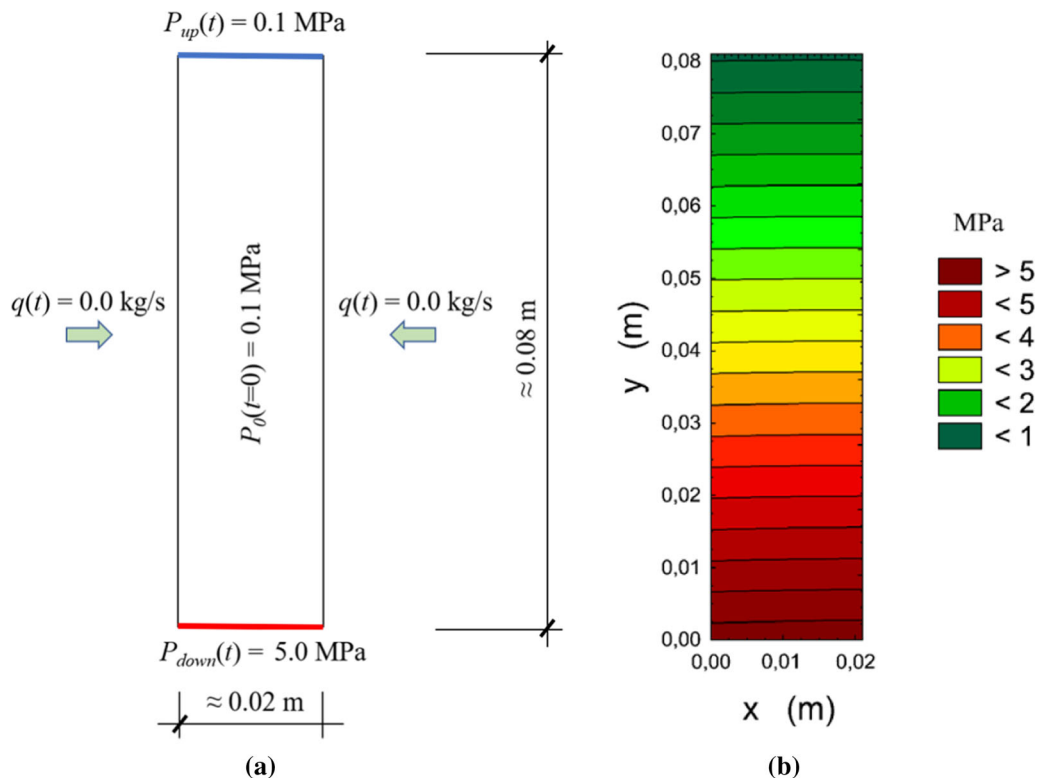 P_up(t) = 0.1 MPa
q(t) = 0.0 kg/s
P_0(t=0) = 0.1 MPa
q(t) = 0.0 kg/s
≈ 0.08 m
P_down(t) = 5.0 MPa
≈ 0.02 m
(a)
0,08
0,07
0,06
0,05
0,04
0,03
0,02
0,01
0,00
y (m)
0,00 0,01 0,02
x (m)
MPa
> 5
< 5
< 4
< 3
< 2
< 1
(b)